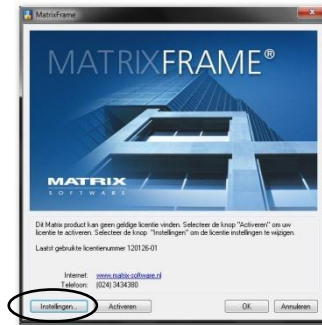 MatrixFrame
MATRIXFRAME®
MATRIX
SOFTWARE
Dit Matrix product kan geen geldige licentie vinden. Selecteer de knop "Activeren" om uw
licentie te activeren. Selecteer de knop "Instellingen" om de licentie instellingen te wijzigen.
Laatst gebruikte licentienummer 120126-01
Internet: www.matrix-software.nl
Telefoon: (024) 3434380
Instellingen... Activeren OK Annuleren